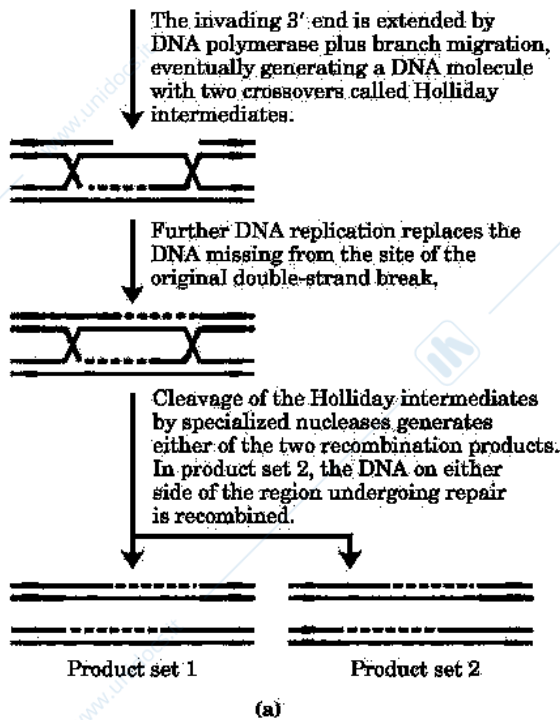 The invading 3′ end is extended by
DNA polymerase plus branch migration,
eventually generating a DNA molecule
with two crossovers called Holliday
intermediates.
Further DNA replication replaces the
DNA missing from the site of the
original double-strand break,
Cleavage of the Holliday intermediates
by specialized nucleases generates
either of the two recombination products.
In product set 2, the DNA on either
side of the region undergoing repair
is recombined.
Product set 1
Product set 2
(a)